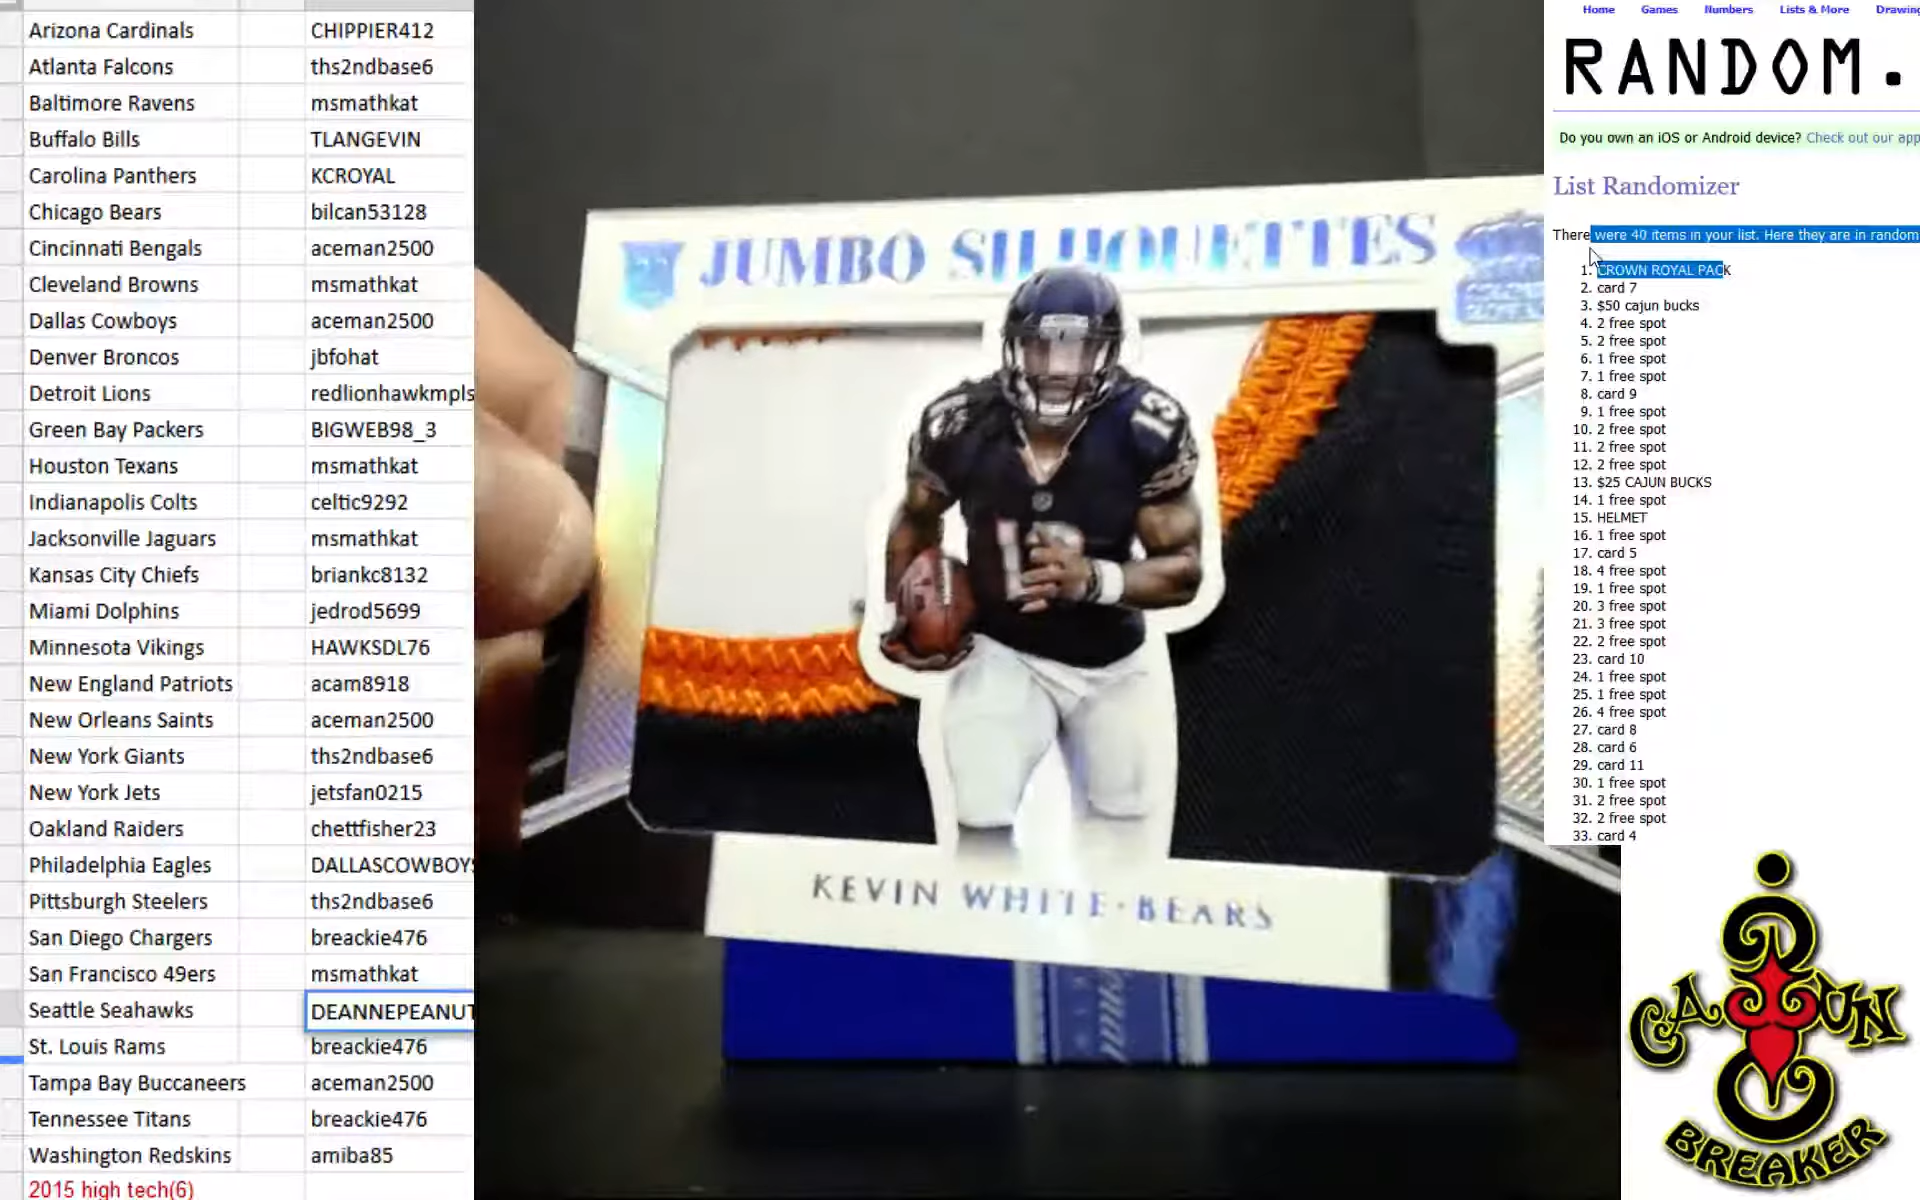 Arizona Cardinals CHIPPIER412
Atlanta Falcons ths2ndbase6
Baltimore Ravens msmathkat
Buffalo Bills TLANGEVIN
Carolina Panthers KCROYAL
Chicago Bears bilcan53128
Cincinnati Bengals aceman2500
Cleveland Browns msmathkat
Dallas Cowboys aceman2500
Denver Broncos jbfohat
Detroit Lions redlionhawkmpls
Green Bay Packers BIGWEB98_3
Houston Texans msmathkat
Indianapolis Colts celtic9292
Jacksonville Jaguars msmathkat
Kansas City Chiefs briankc8132
Miami Dolphins jedrod5699
Minnesota Vikings HAWKSDL76
New England Patriots acam8918
New Orleans Saints aceman2500
New York Giants ths2ndbase6
New York Jets jetsfan0215
Oakland Raiders chettfisher23
Philadelphia Eagles DALLASCOWBOYS
Pittsburgh Steelers ths2ndbase6
San Diego Chargers breackie476
San Francisco 49ers msmathkat
Seattle Seahawks DEANNEPEANUT
St. Louis Rams breackie476
Tampa Bay Buccaneers aceman2500
Tennessee Titans breackie476
Washington Redskins amiba85
2015 high tech(6)
JUMBO SILHOUETTES
13
KEVIN WHITE·BEARS
Home Games Numbers Lists & More Drawing
RANDOM.
Do you own an iOS or Android device? Check out our app
List Randomizer
There were 40 items in your list. Here they are in random
1. CROWN ROYAL PACK
2. card 7
3. $50 cajun bucks
4. 2 free spot
5. 2 free spot
6. 1 free spot
7. 1 free spot
8. card 9
9. 1 free spot
10. 2 free spot
11. 2 free spot
12. 2 free spot
13. $25 CAJUN BUCKS
14. 1 free spot
15. HELMET
16. 1 free spot
17. card 5
18. 4 free spot
19. 1 free spot
20. 3 free spot
21. 3 free spot
22. 2 free spot
23. card 10
24. 1 free spot
25. 1 free spot
26. 4 free spot
27. card 8
28. card 6
29. card 11
30. 1 free spot
31. 2 free spot
32. 2 free spot
33. card 4
CAJUN
BREAKER